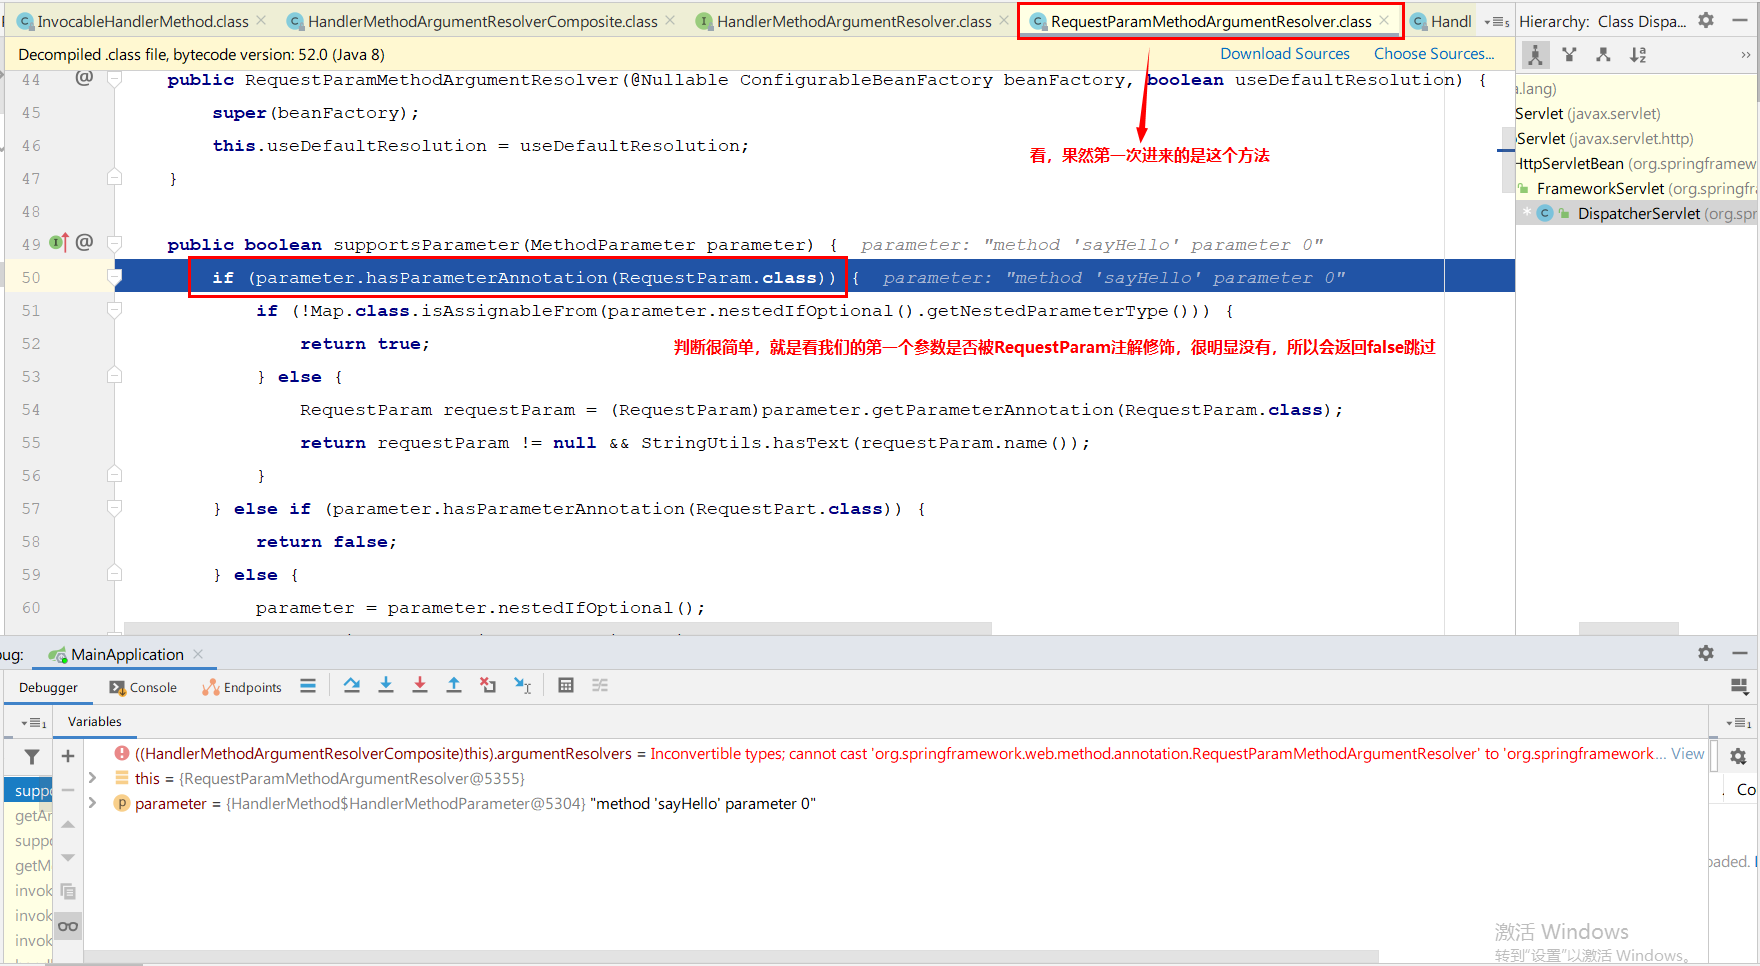 InvocableHandlerMethod.class
HandlerMethodArgumentResolverComposite.class
HandlerMethodArgumentResolver.class
RequestParamMethodArgumentResolver.class
Handl
Hierarchy: Class Dispa...
Decompiled .class file, bytecode version: 52.0 (Java 8)
Download Sources
Choose Sources...
44 public RequestParamMethodArgumentResolver(@Nullable ConfigurableBeanFactory beanFactory, boolean useDefaultResolution) {
45 super(beanFactory);
46 this.useDefaultResolution = useDefaultResolution;
看，果然第一次进来的是这个方法
47 }
48
49 public boolean supportsParameter(MethodParameter parameter) { parameter: "method 'sayHello' parameter 0"
50 if (parameter.hasParameterAnnotation(RequestParam.class)) { parameter: "method 'sayHello' parameter 0"
51 if (!Map.class.isAssignableFrom(parameter.nestedIfOptional().getNestedParameterType())) {
52 return true;
判断很简单，就是看我们的第一个参数是否被RequestParam注解修饰，很明显没有，所以会返回false跳过
53 } else {
54 RequestParam requestParam = (RequestParam)parameter.getParameterAnnotation(RequestParam.class);
55 return requestParam != null && StringUtils.hasText(requestParam.name());
56 }
57 } else if (parameter.hasParameterAnnotation(RequestPart.class)) {
58 return false;
59 } else {
60 parameter = parameter.nestedIfOptional();
a.lang)
Servlet (javax.servlet)
Servlet (javax.servlet.http)
HttpServletBean (org.springframew
FrameworkServlet (org.springfr
DispatcherServlet (org.spr
ug:
MainApplication
Debugger
Console
Endpoints
Variables
((HandlerMethodArgumentResolverComposite)this).argumentResolvers = Inconvertible types; cannot cast 'org.springframework.web.method.annotation.RequestParamMethodArgumentResolver' to 'org.springframework.... View
this = {RequestParamMethodArgumentResolver@5355}
parameter = {HandlerMethod$HandlerMethodParameter@5304} "method 'sayHello' parameter 0"
supp
getAr
supp
getM
invok
invok
invok
Co
oaded.
激活 Windows
转到"设置"以激活 Windows。